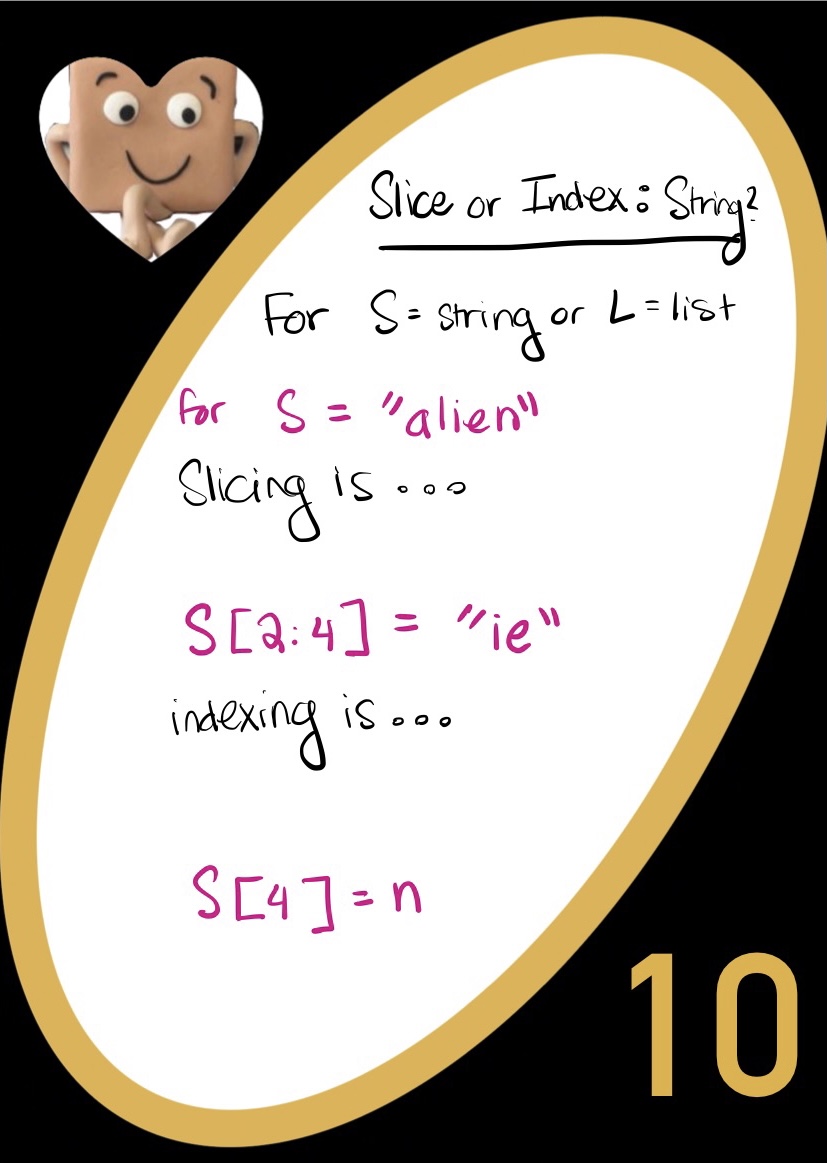 Slice or Index: String?
For S = string or L = list
for S = "alien"
Slicing is...
S[2:4] = "ie"
indexing is...
S[4] = n
10